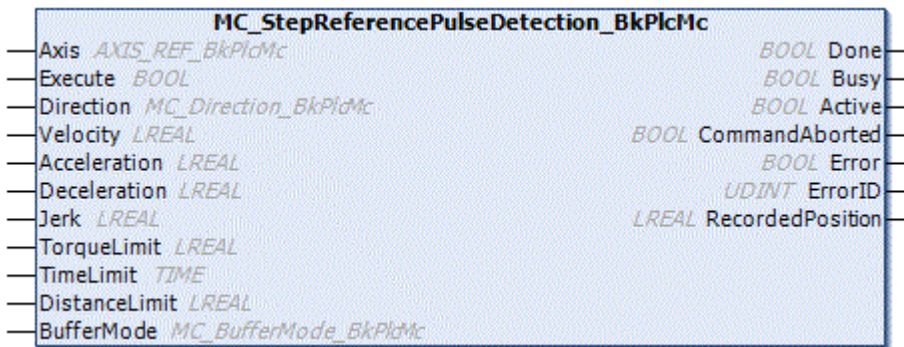 MC_StepReferencePulseDetection_BkPlcMc
Axis AXIS_REF_BkPlcMc BOOL Done
Execute BOOL BOOL Busy
Direction MC_Direction_BkPlcMc BOOL Active
Velocity LREAL BOOL CommandAborted
Acceleration LREAL BOOL Error
Deceleration LREAL UDINT ErrorID
Jerk LREAL LREAL RecordedPosition
TorqueLimit LREAL
TimeLimit TIME
DistanceLimit LREAL
BufferMode MC_BufferMode_BkPlcMc